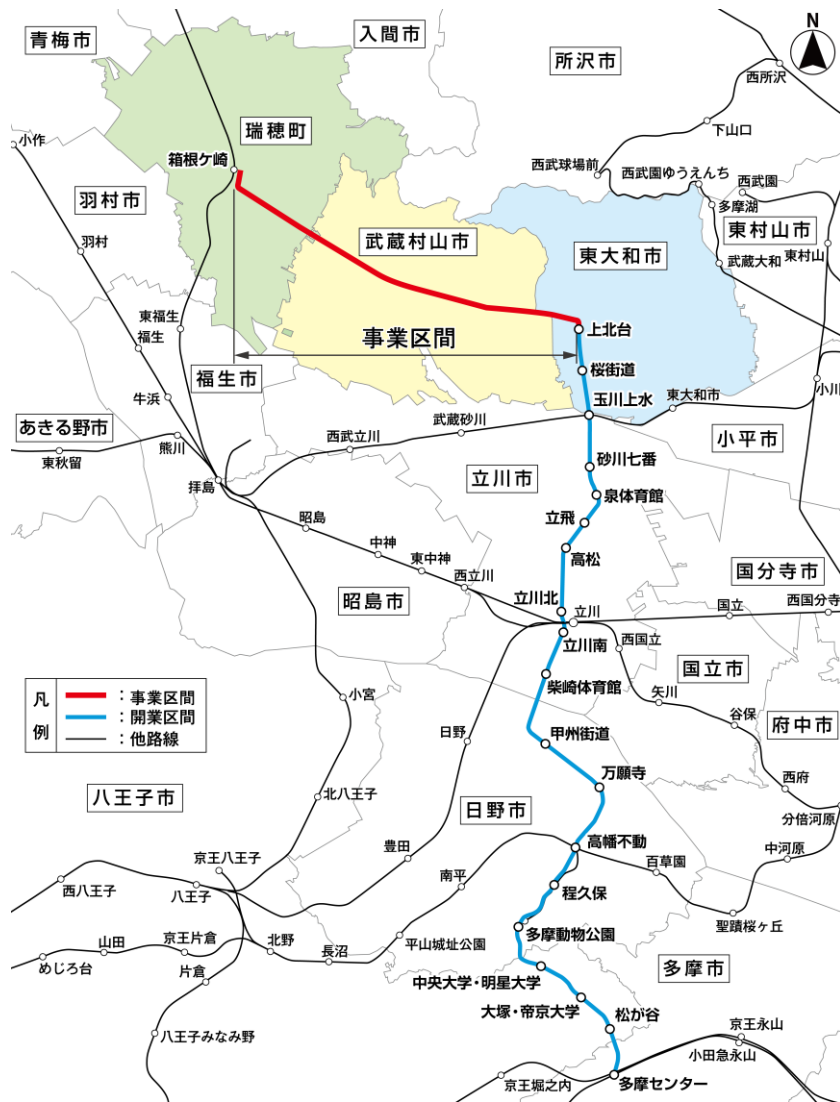 N
青梅市
入間市
所沢市
西所沢
下山口
小作
瑞穂町
箱根ケ崎
西武球場前
西武園ゆうえんち
西武園
多摩湖
羽村市
武蔵村山市
東大和市
東村山市
東村山
武蔵大和
羽村
東福生
福生
上北台
事業区間
福生市
桜街道
牛浜
玉川上水
東大和市
小川
あきる野市
熊川
東秋留
西武立川
武蔵砂川
小平市
拝島
立川市
砂川七番
泉体育館
昭島
立飛
中神
高松
東中神
西立川
国分寺市
昭島市
立川北
立川
国立
西国分寺
立川南
西国立
国立市
柴崎体育館
矢川
凡例
:事業区間
:開業区間
:他路線
小宮
谷保
府中市
日野
甲州街道
西府
八王子市
北八王子
万願寺
分倍河原
日野市
京王八王子
豊田
高幡不動
中河原
西八王子
八王子
南平
百草園
程久保
聖蹟桜ヶ丘
山田
京王片倉
北野
平山城址公園
多摩動物公園
めじろ台
片倉
長沼
多摩市
中央大学・明星大学
大塚・帝京大学
松が谷
八王子みなみ野
京王永山
小田急永山
京王堀之内
多摩センター